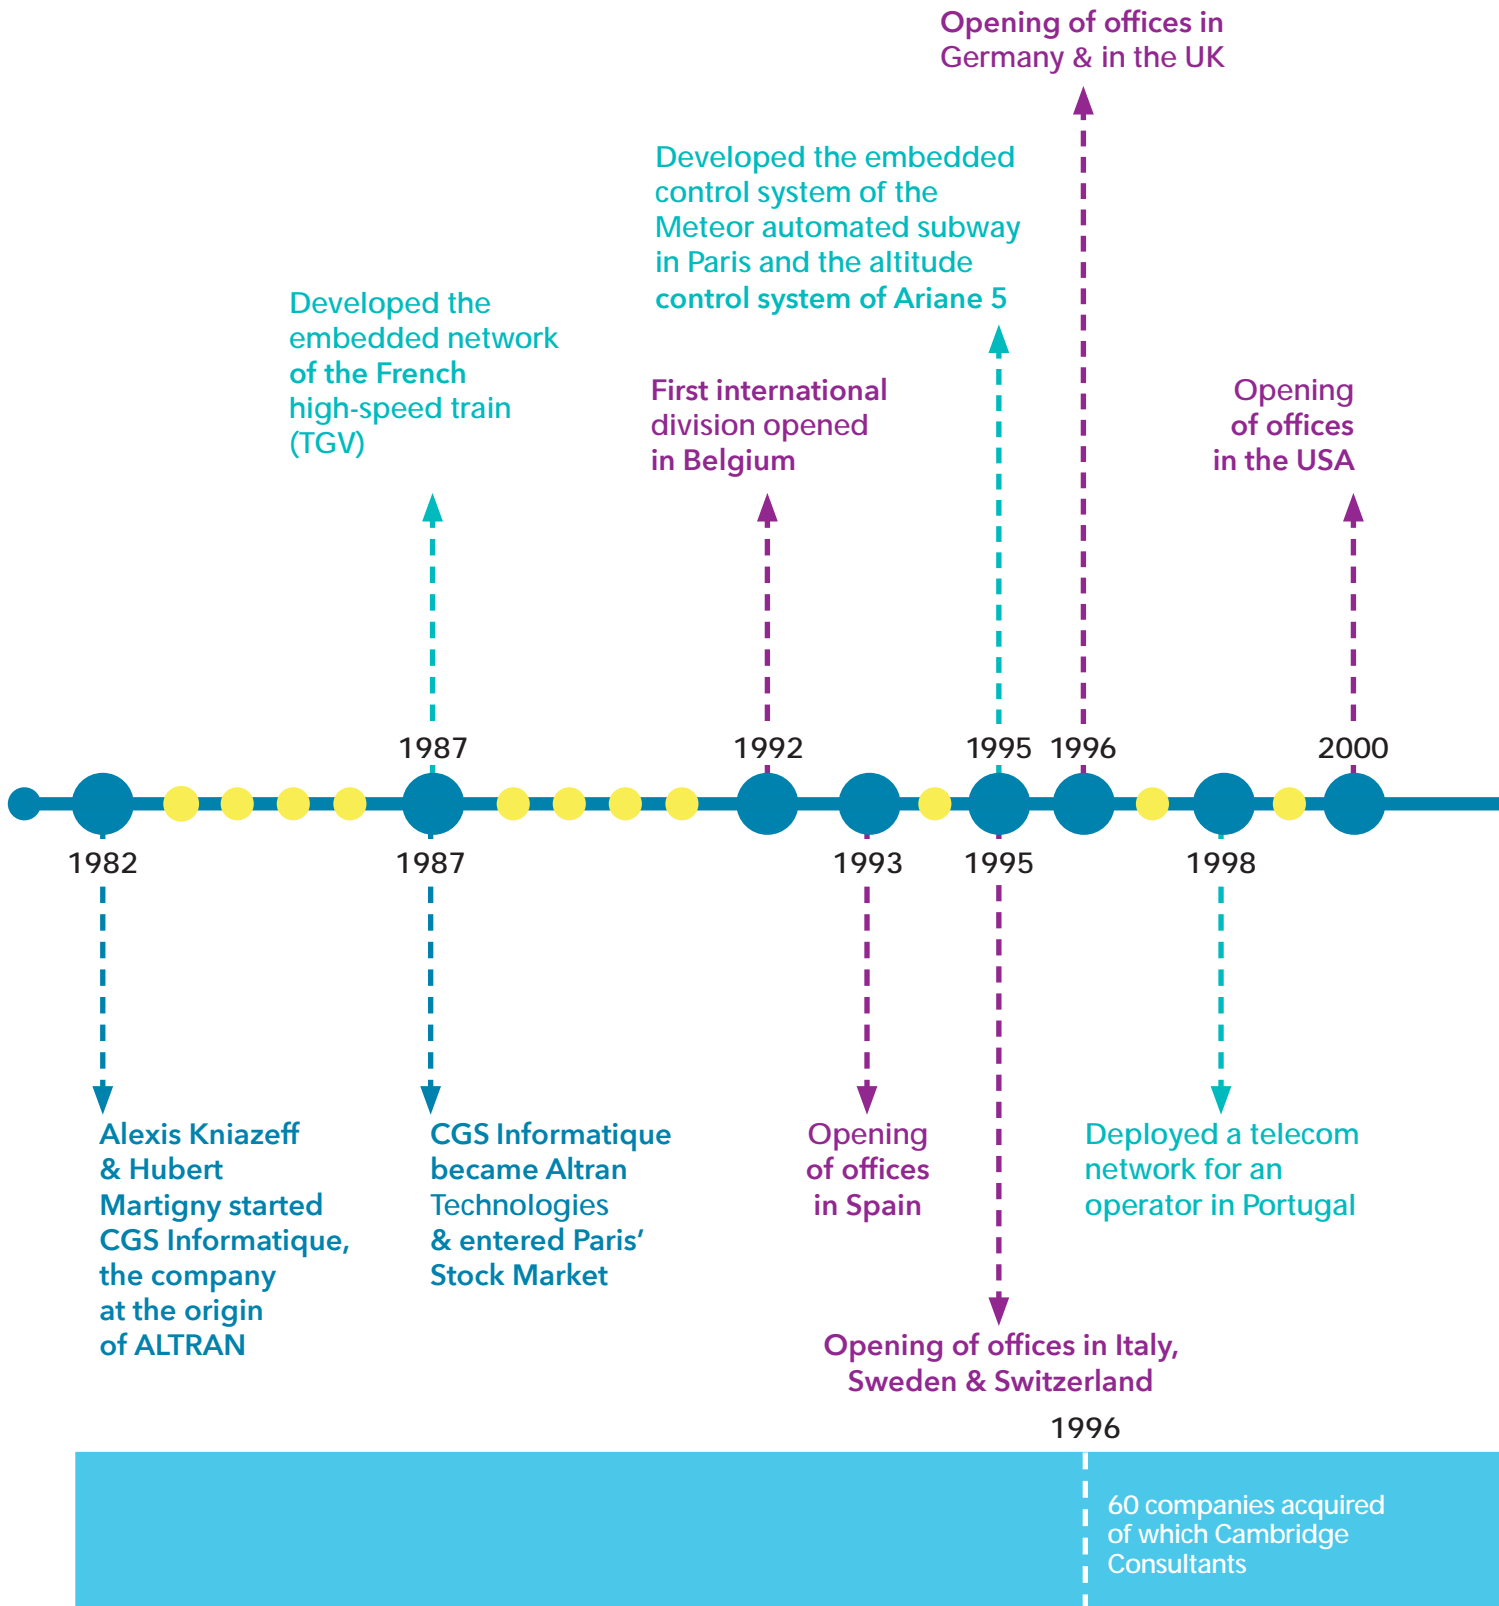 Opening of offices in
Germany & in the UK
Developed the embedded
control system of the
Meteor automated subway
in Paris and the altitude
control system of Ariane 5
Developed the
embedded network
of the French
high-speed train
(TGV)
First international
division opened
in Belgium
Opening
of offices
in the USA
1987
1992
1995
1996
2000
1982
1987
1993
1995
1998
Alexis Kniazeff
& Hubert
Martigny started
CGS Informatique,
the company
at the origin
of ALTRAN
CGS Informatique
became Altran
Technologies
& entered Paris’
Stock Market
Opening
of offices
in Spain
Deployed a telecom
network for an
operator in Portugal
Opening of offices in Italy,
Sweden & Switzerland
1996
60 companies acquired
of which Cambridge
Consultants